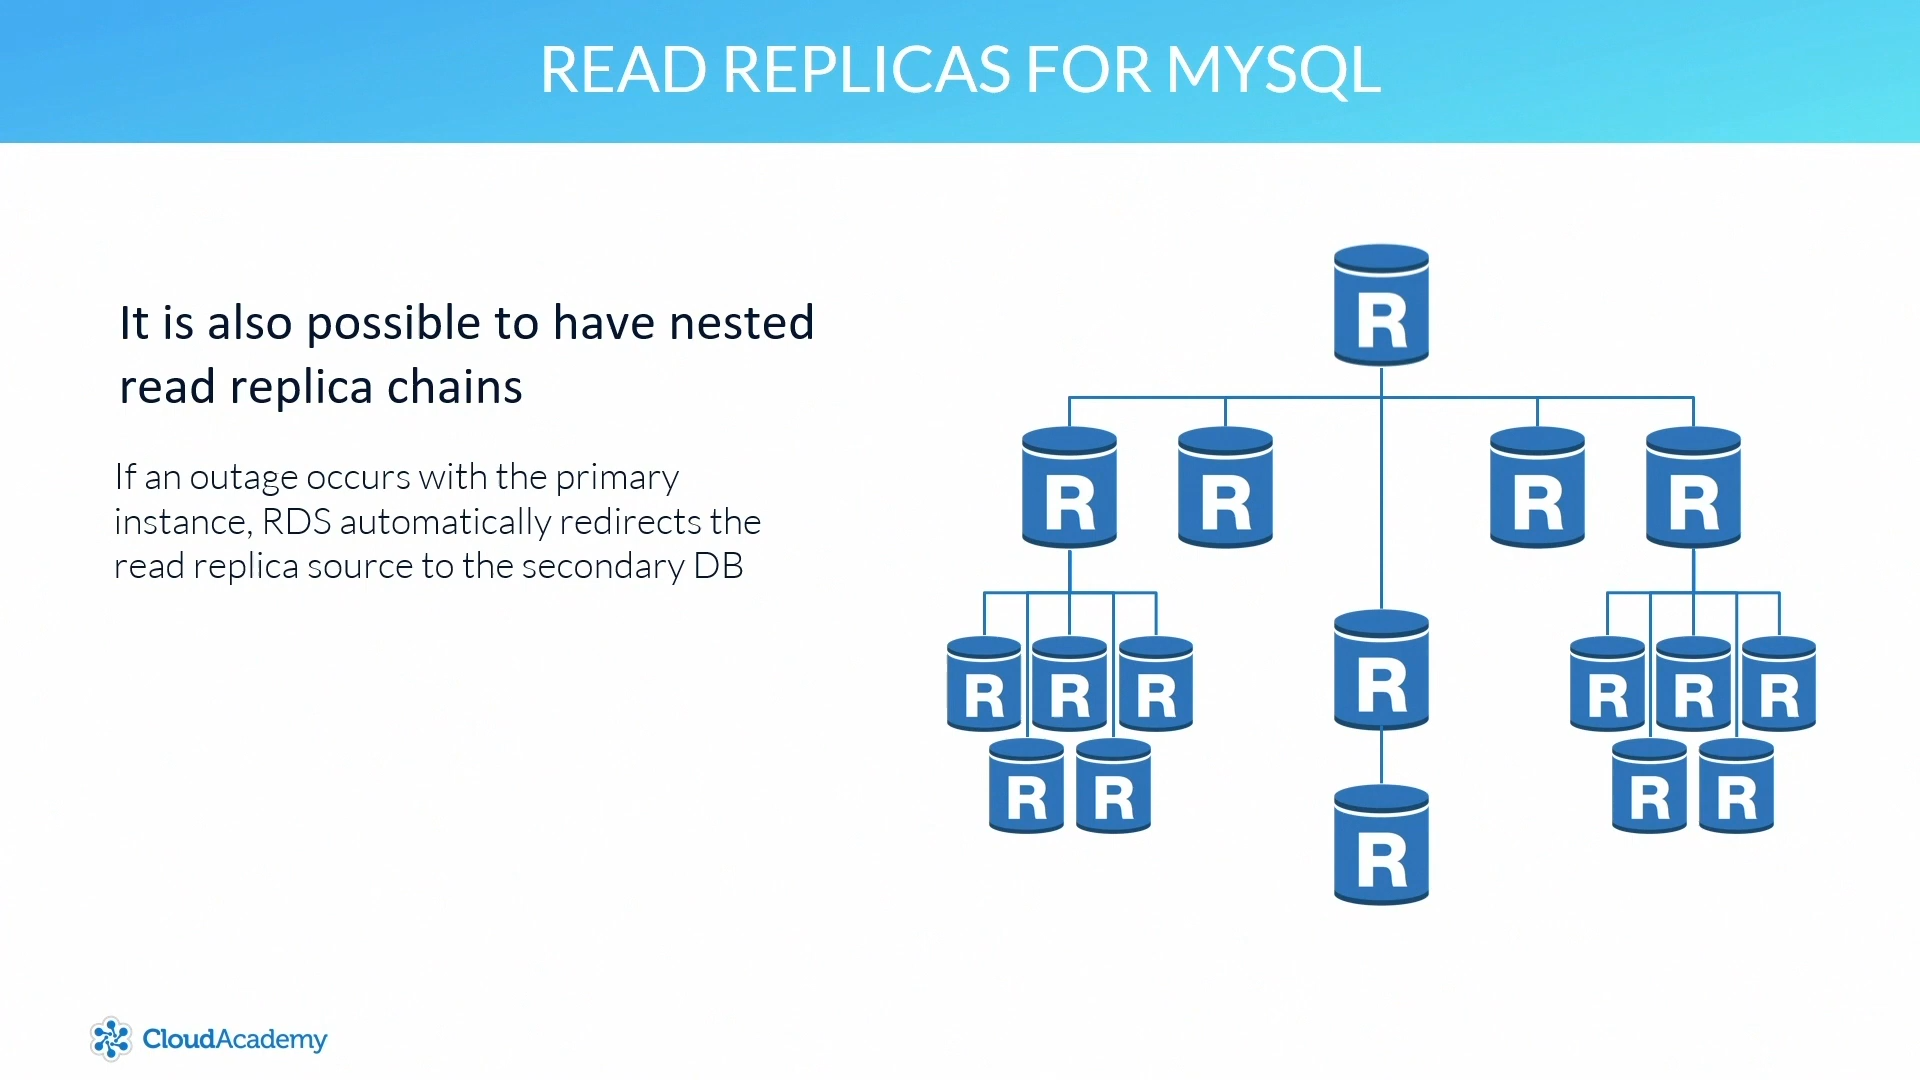 READ REPLICAS FOR MYSQL
It is also possible to have nested
read replica chains
If an outage occurs with the primary
instance, RDS automatically redirects the
read replica source to the secondary DB
R
R R R R
R R R R R R R
R R R R
R
CloudAcademy